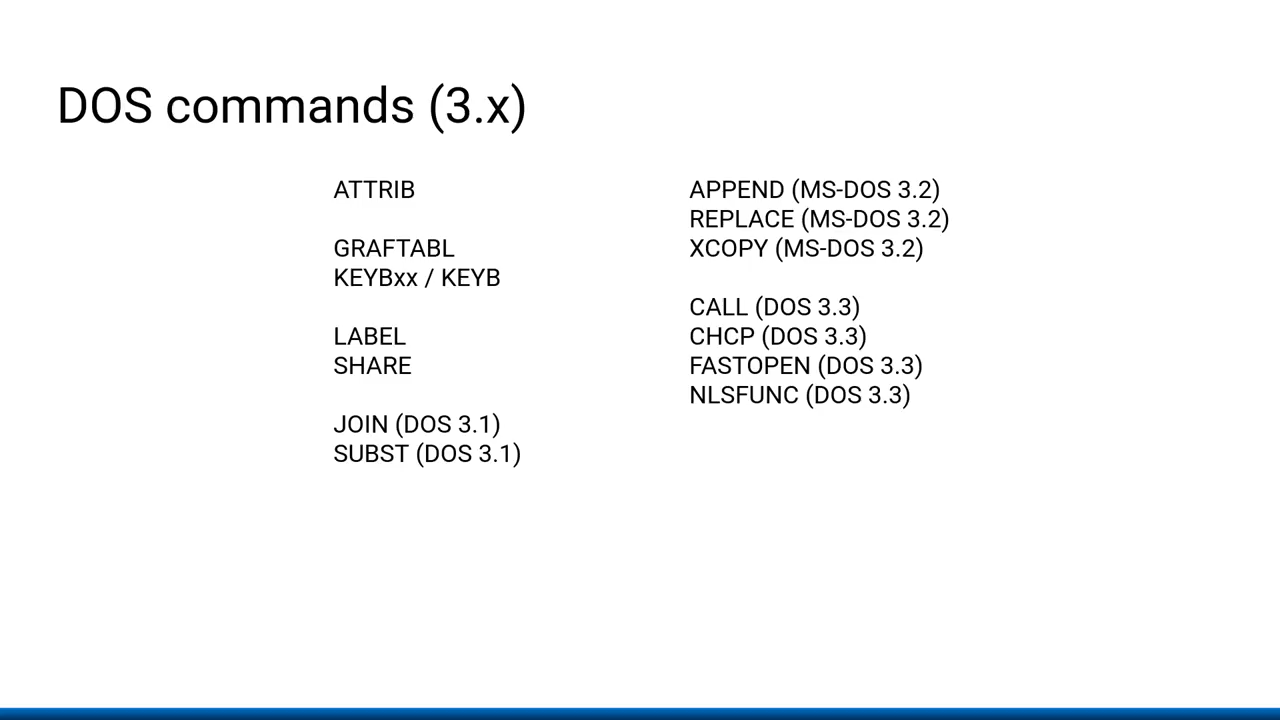 DOS commands (3.x)
ATTRIB
GRAFTABL
KEYBxx / KEYB
LABEL
SHARE
JOIN (DOS 3.1)
SUBST (DOS 3.1)
APPEND (MS-DOS 3.2)
REPLACE (MS-DOS 3.2)
XCOPY (MS-DOS 3.2)
CALL (DOS 3.3)
CHCP (DOS 3.3)
FASTOPEN (DOS 3.3)
NLSFUNC (DOS 3.3)